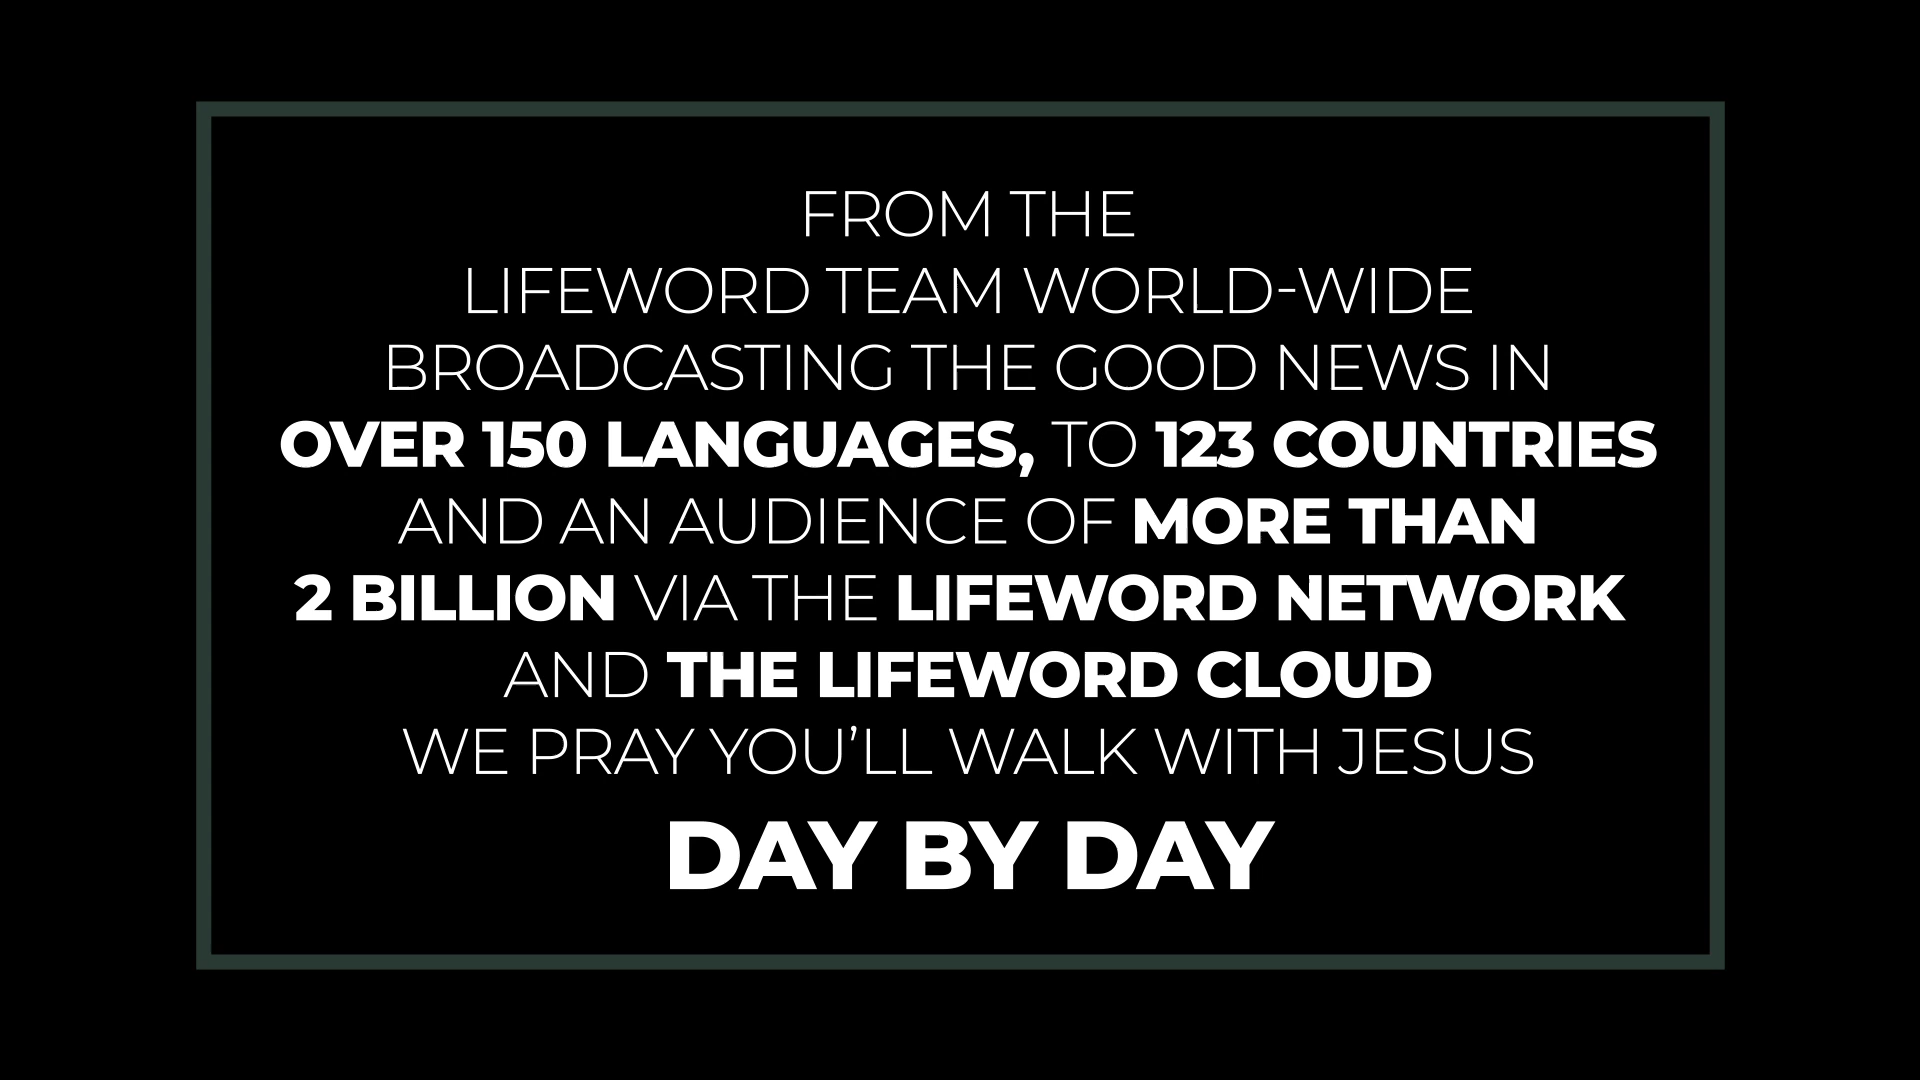 FROM THE
LIFEWORD TEAM WORLD-WIDE
BROADCASTING THE GOOD NEWS IN
OVER 150 LANGUAGES, TO 123 COUNTRIES
AND AN AUDIENCE OF MORE THAN
2 BILLION VIA THE LIFEWORD NETWORK
AND THE LIFEWORD CLOUD
WE PRAY YOU’LL WALK WITH JESUS
DAY BY DAY